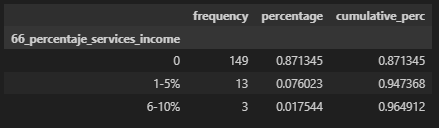 frequency percentage cumulative_perc
66_percentaje_services_income
0 149 0.871345 0.871345
1-5% 13 0.076023 0.947368
6-10% 3 0.017544 0.964912